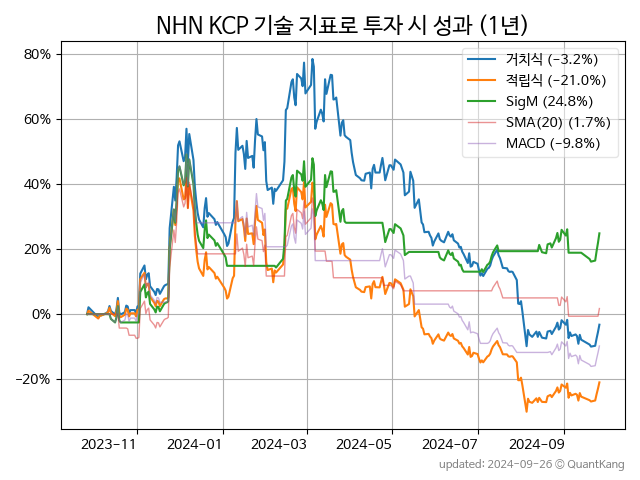 NHN KCP 기술 지표로 투자 시 성과 (1년)
80%
60%
40%
20%
0%
−20%
거치식 (−3.2%)
적립식 (−21.0%)
SigM (24.8%)
SMA(20) (1.7%)
MACD (−9.8%)
2023-11
2024-01
2024-03
2024-05
2024-07
2024-09
updated: 2024-09-26 © QuantKang